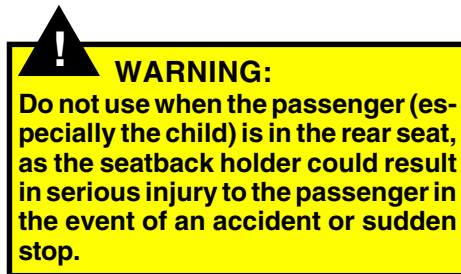 !
WARNING:
Do not use when the passenger (es-
pecially the child) is in the rear seat,
as the seatback holder could result
in serious injury to the passenger in
the event of an accident or sudden
stop.